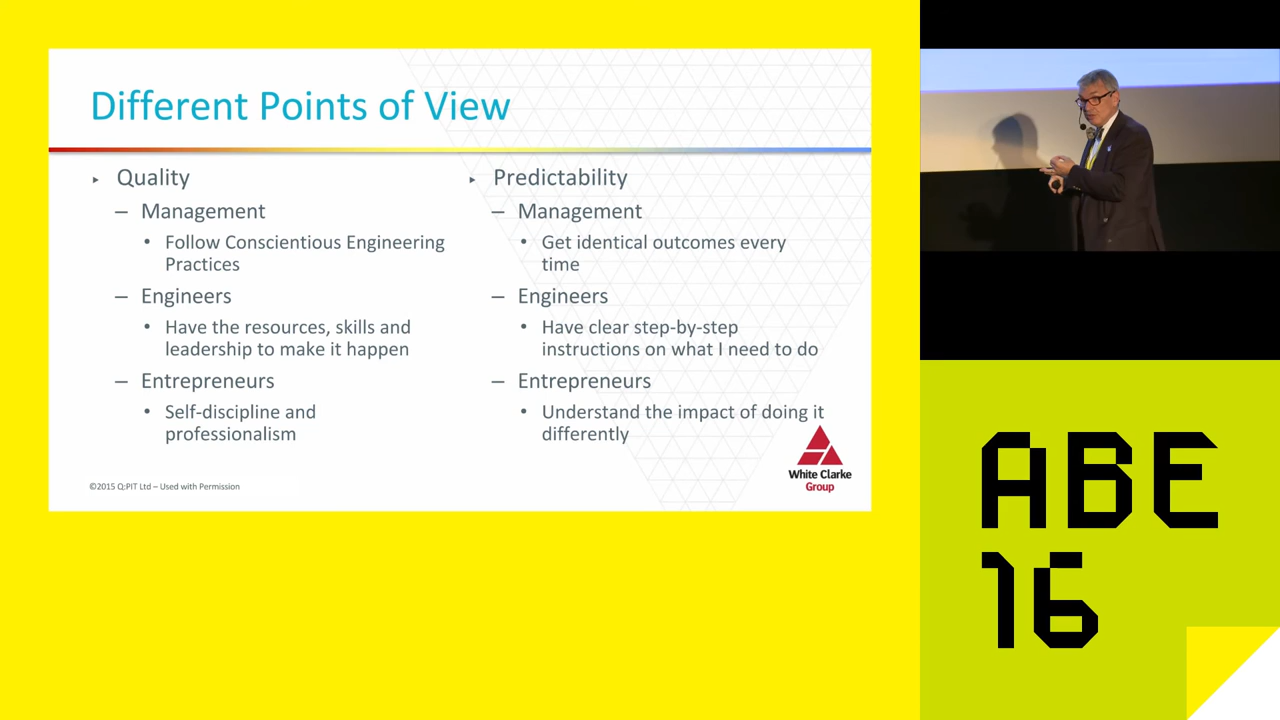 Different Points of View
▸ Quality
– Management
• Follow Conscientious Engineering
Practices
– Engineers
• Have the resources, skills and
leadership to make it happen
– Entrepreneurs
• Self-discipline and
professionalism
▸ Predictability
– Management
• Get identical outcomes every
time
– Engineers
• Have clear step-by-step
instructions on what I need to do
– Entrepreneurs
• Understand the impact of doing it
differently
White Clarke
Group
©2015 Q:PIT Ltd – Used with Permission
ABE
16